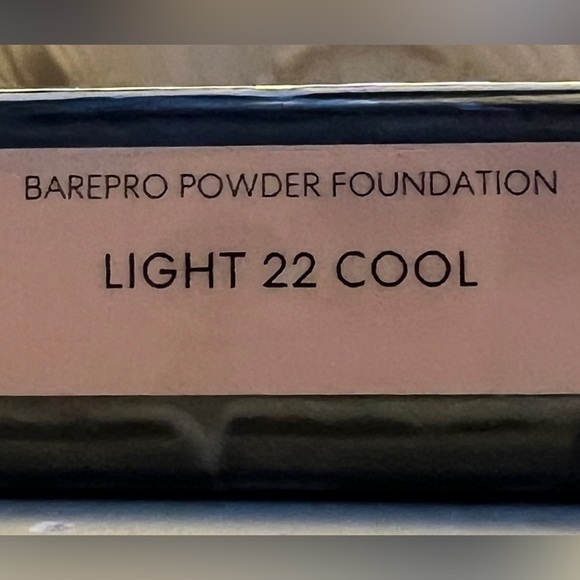 BAREPRO POWDER FOUNDATION
LIGHT 22 COOL